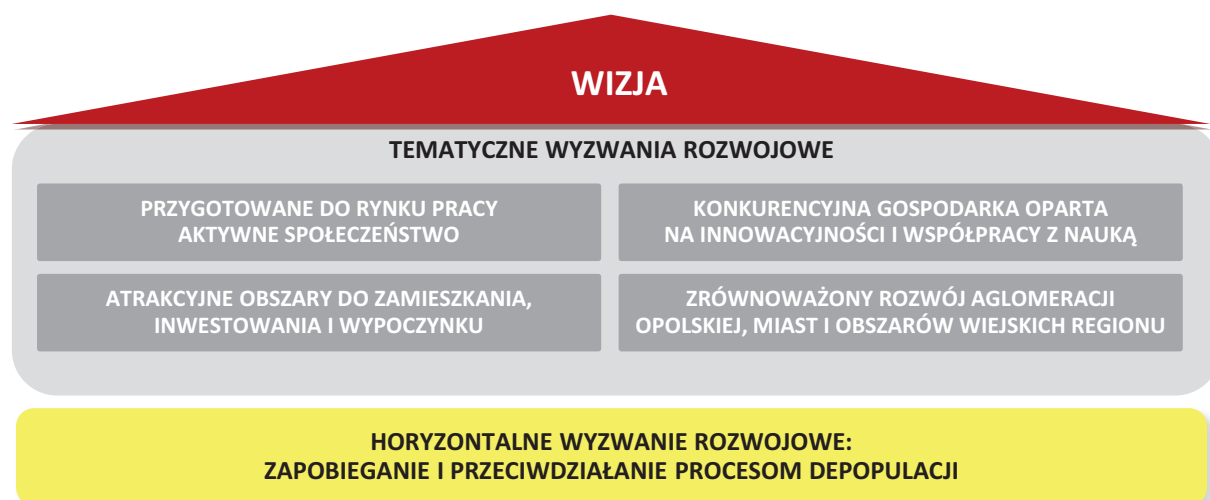 WIZJA
TEMATYCZNE WYZWANIA ROZWOJOWE
PRZYGOTOWANE DO RYNKU PRACY
AKTYWNE SPOŁECZEŃSTWO
KONKURENCYJNA GOSPODARKA OPARTA
NA INNOWACYJNOŚCI I WSPÓŁPRACY Z NAUKĄ
ATRAKCYJNE OBSZARY DO ZAMIESZKANIA,
INWESTOWANIA I WYPOCZYNKU
ZRÓWNOWAŻONY ROZWÓJ AGLOMERACJI
OPOLSKIEJ, MIAST I OBSZARÓW WIEJSKICH REGIONU
HORYZONTALNE WYZWANIE ROZWOJOWE:
ZAPOBIEGANIE I PRZECIWDZIAŁANIE PROCESOM DEPOPULACJI